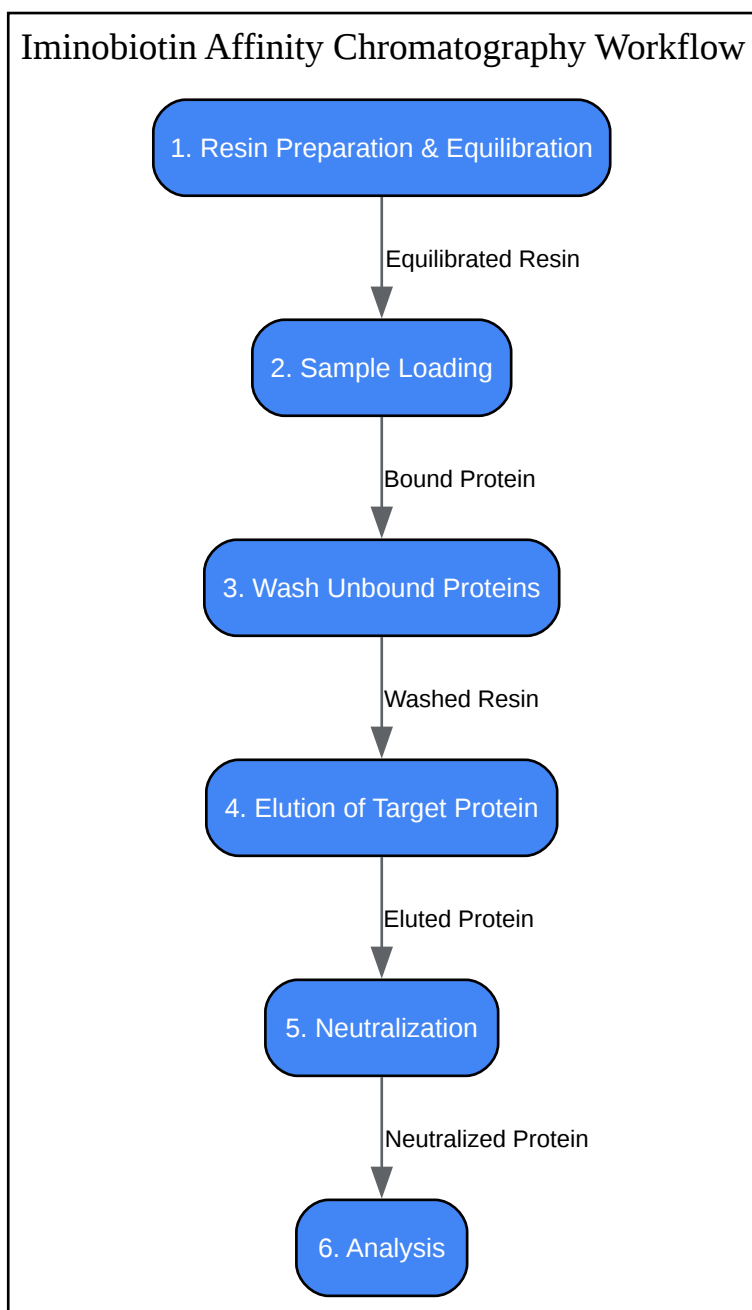 Iminobiotin Affinity Chromatography Workflow
1. Resin Preparation & Equilibration
Equilibrated Resin
2. Sample Loading
Bound Protein
3. Wash Unbound Proteins
Washed Resin
4. Elution of Target Protein
Eluted Protein
5. Neutralization
Neutralized Protein
6. Analysis